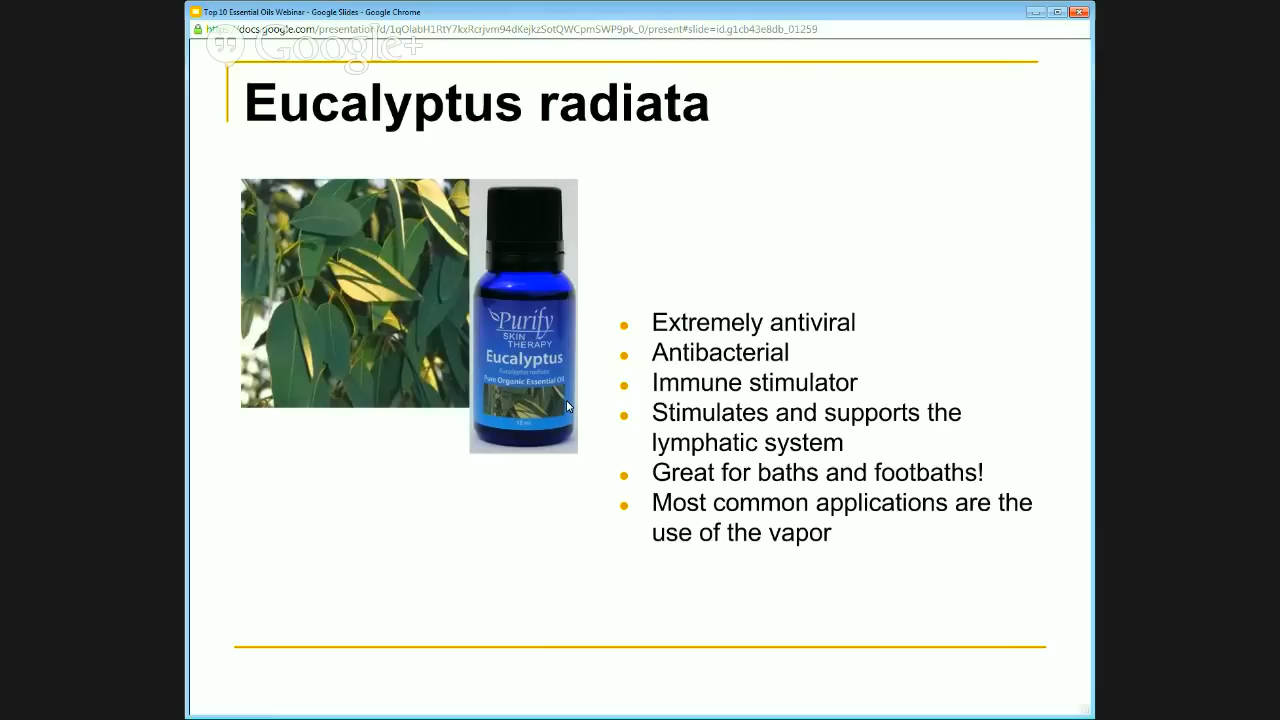 Top 10 Essential Oils Webinar - Google Slides - Google Chrome
https://docs.google.com/presentation/d/1qOlabH1RtY7kxRcrjvm94dKejkzSotQWCpmSWP9pk_0/present#slide=id.g1cb43e8db_01259
Google+
Eucalyptus radiata
Purify
SKIN
THERAPY
Eucalyptus
Eucalyptus radiata
Pure Organic Essential Oil
Extremely antiviral
Antibacterial
Immune stimulator
Stimulates and supports the
lymphatic system
Great for baths and footbaths!
Most common applications are the
use of the vapor